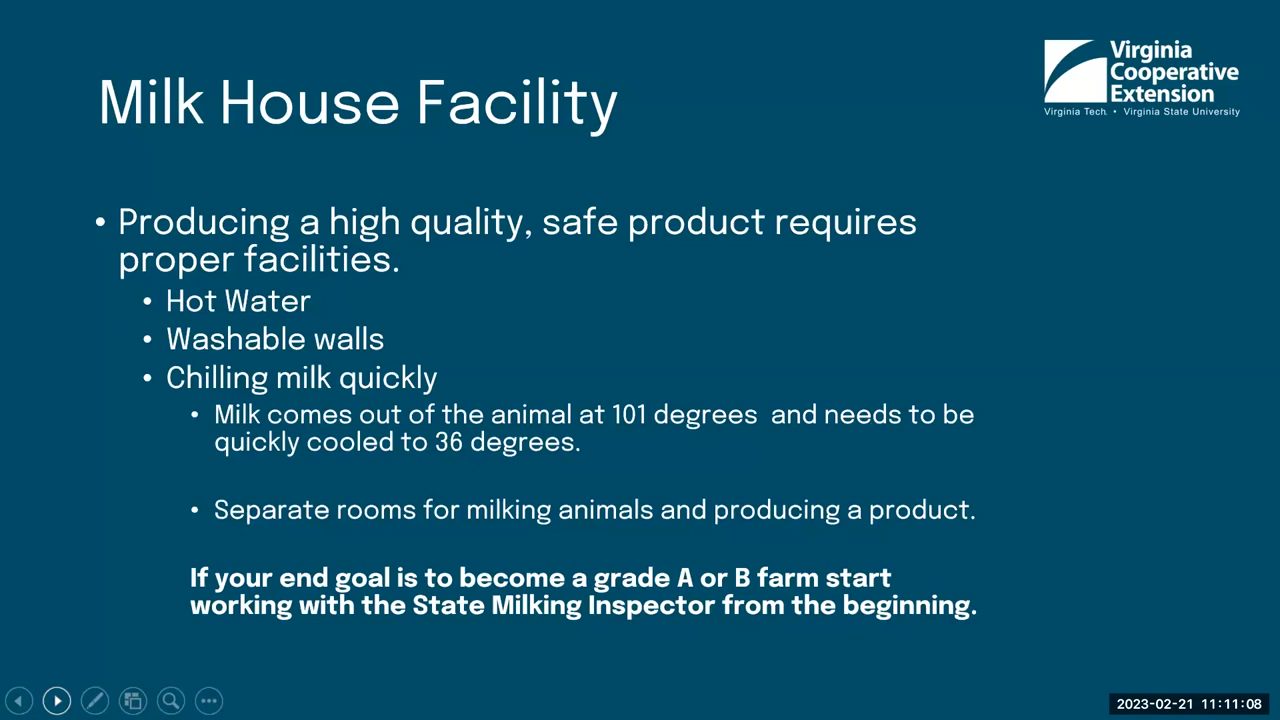 Virginia
Cooperative
Extension
Virginia Tech. • Virginia State University
Milk House Facility
• Producing a high quality, safe product requires
proper facilities.
• Hot Water
• Washable walls
• Chilling milk quickly
• Milk comes out of the animal at 101 degrees  and needs to be
quickly cooled to 36 degrees.
• Separate rooms for milking animals and producing a product.
If your end goal is to become a grade A or B farm start
working with the State Milking Inspector from the beginning.
2023-02-21 11:11:08